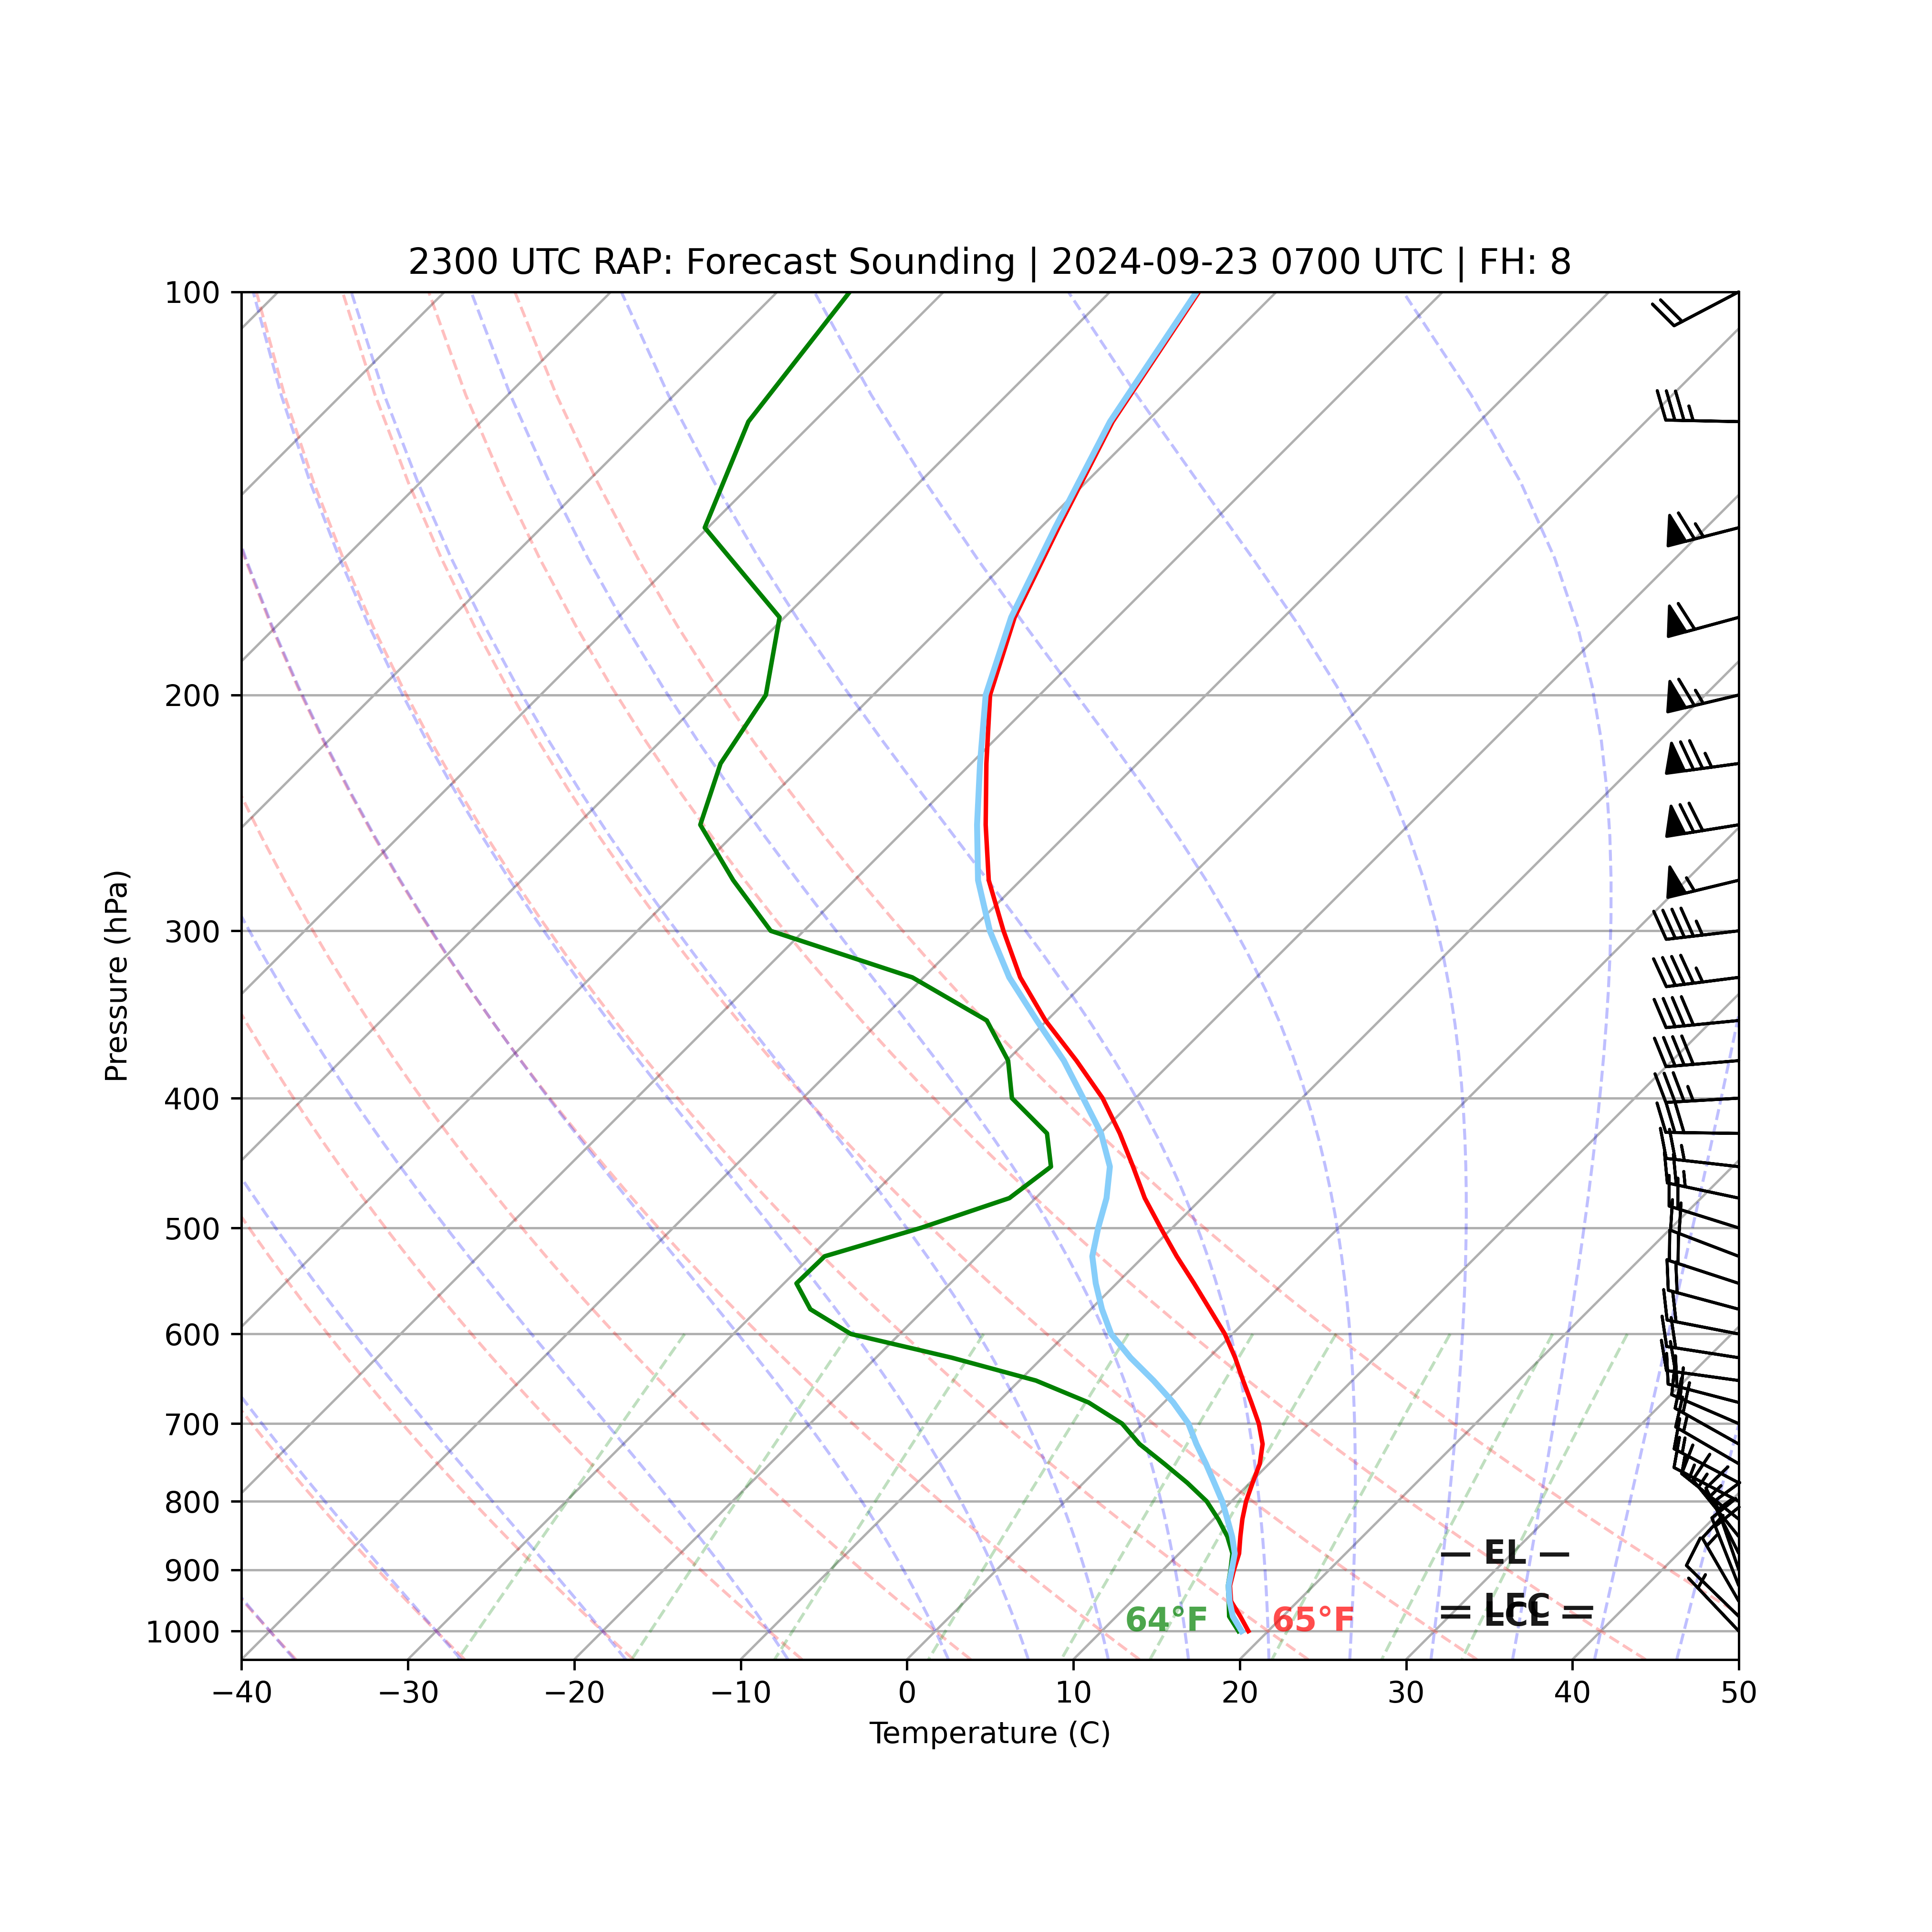 2300 UTC RAP: Forecast Sounding | 2024-09-23 0700 UTC | FH: 8
100
200
300
400
500
600
700
800
900
1000
Pressure (hPa)
— EL —
— LFC —
— LCL —
64°F
65°F
−40 −30 −20 −10 0 10 20 30 40 50
Temperature (C)